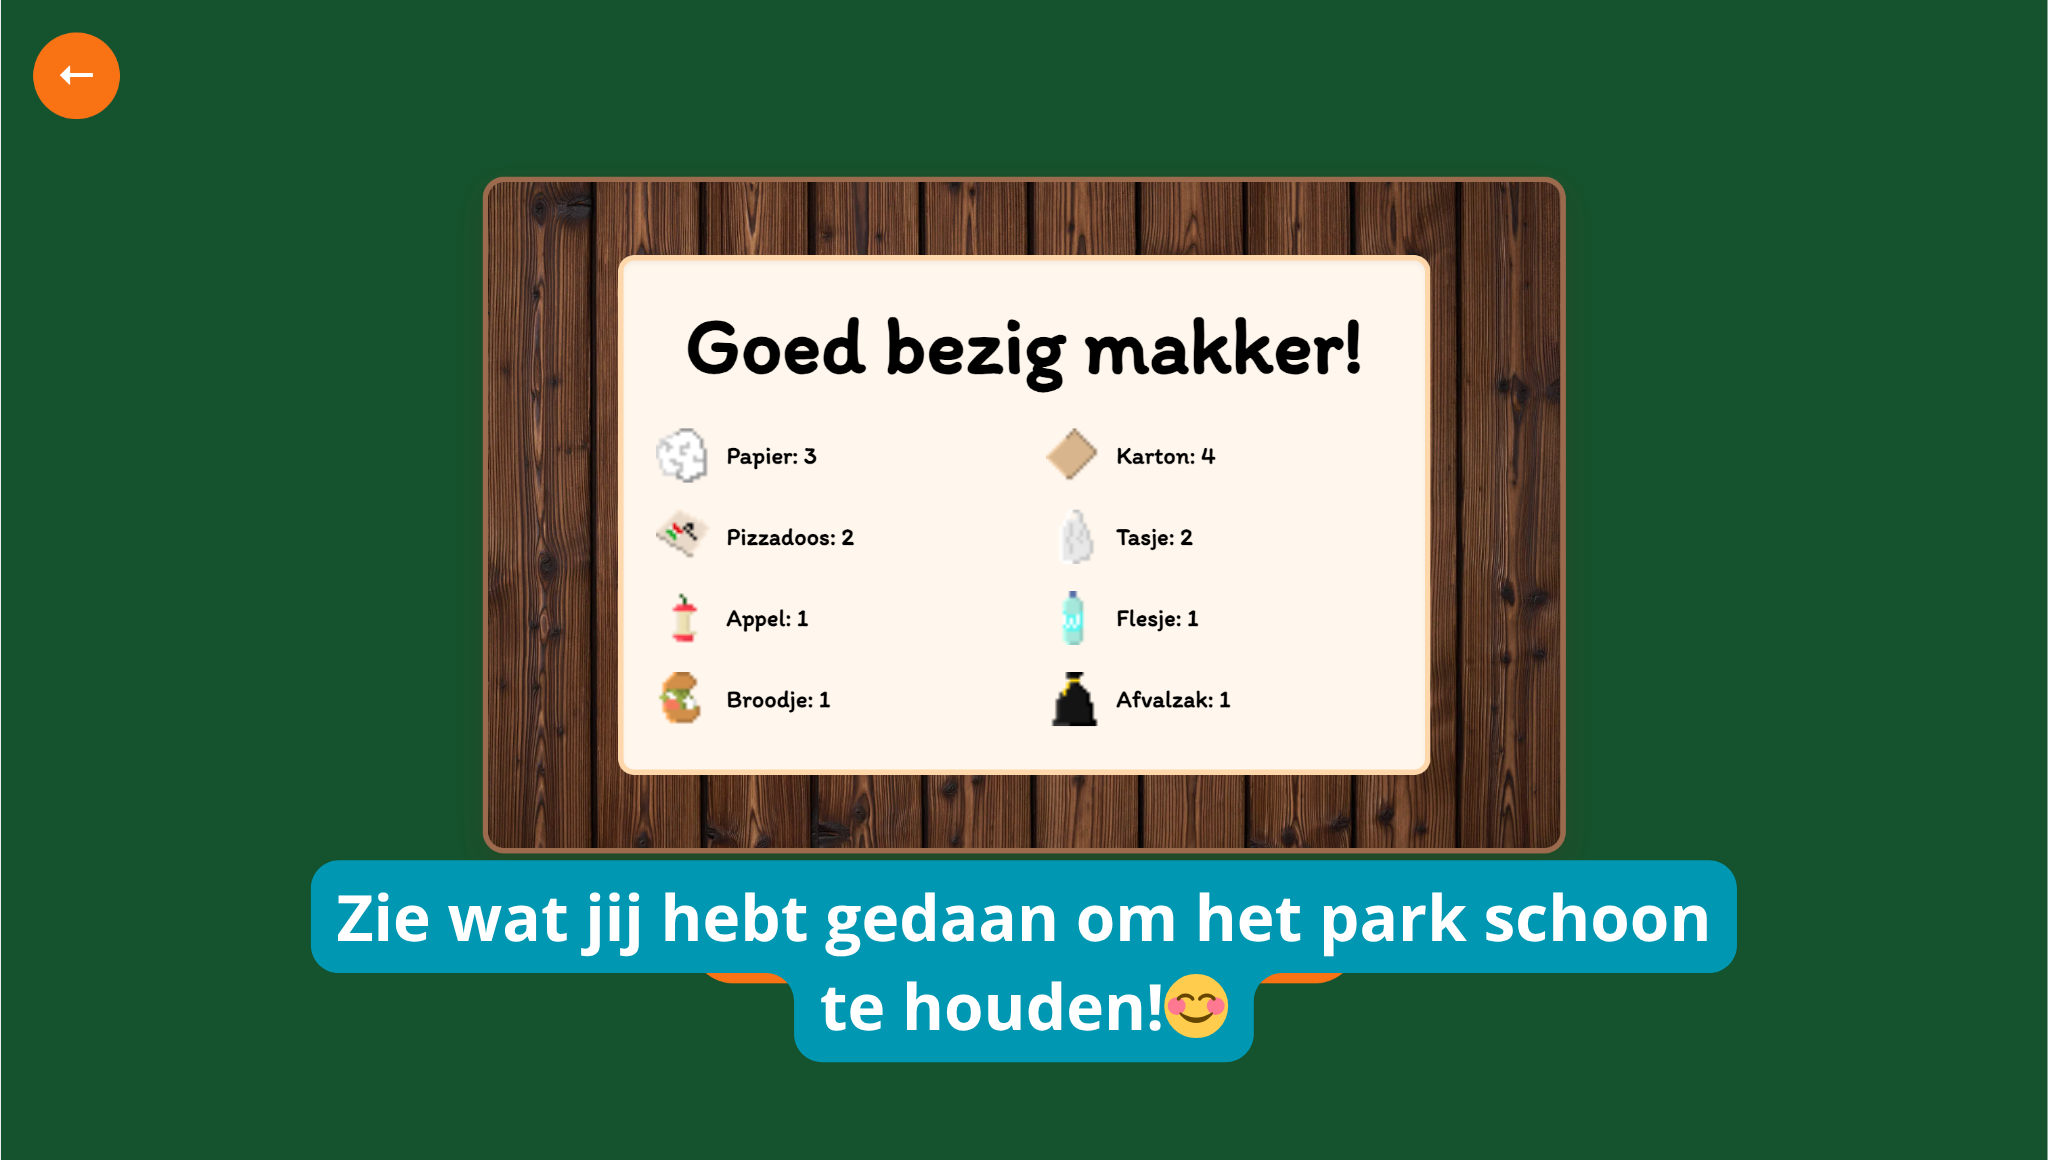 Goed bezig makker!
Papier: 3
Karton: 4
Pizzadoos: 2
Tasje: 2
Appel: 1
Flesje: 1
Broodje: 1
Afvalzak: 1
Zie wat jij hebt gedaan om het park schoon
te houden!😊